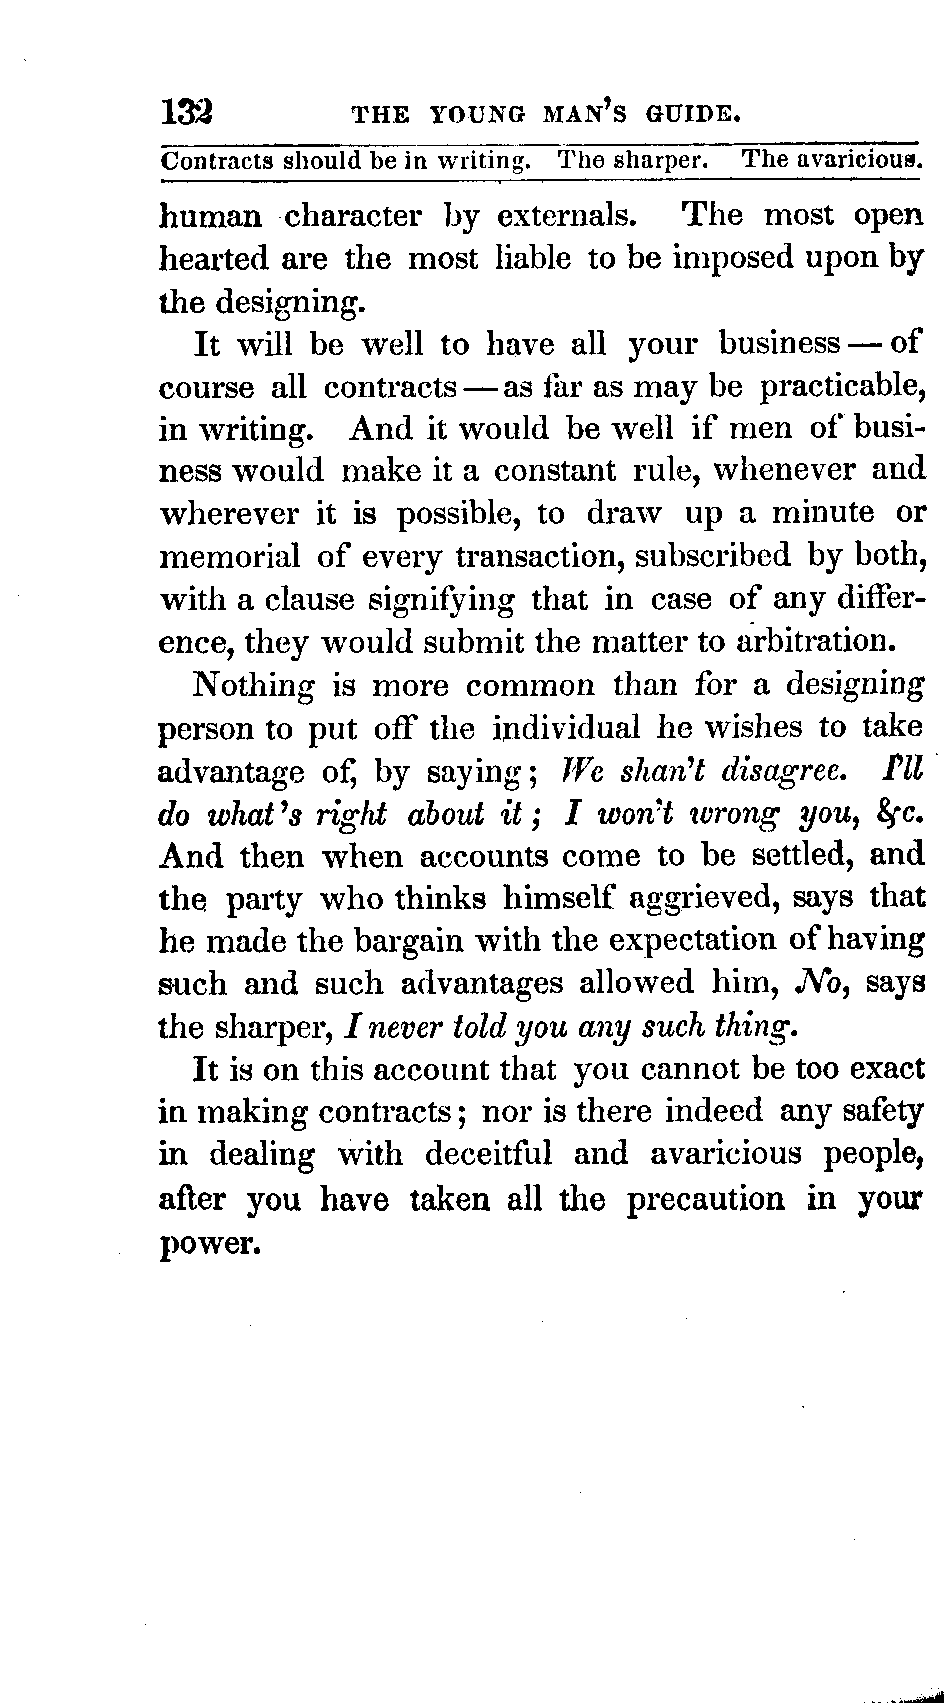 132 THE YOUNG MAN'S GUIDE.
Contracts should be in writing. The sharper. The avaricious.
human character by externals. The most open
hearted are the most liable to be imposed upon by
the designing.
It will be well to have all your business — of
course all contracts — as far as may be practicable,
in writing. And it would be well if men of busi-
ness would make it a constant rule, whenever and
wherever it is possible, to draw up a minute or
memorial of every transaction, subscribed by both,
with a clause signifying that in case of any differ-
ence, they would submit the matter to arbitration.
Nothing is more common than for a designing
person to put off the individual he wishes to take
advantage of, by saying; We shan't disagree. I'll
do what's right about it; I won't wrong you, &c.
And then when accounts come to be settled, and
the party who thinks himself aggrieved, says that
he made the bargain with the expectation of having
such and such advantages allowed him, No, says
the sharper, I never told you any such thing.
It is on this account that you cannot be too exact
in making contracts; nor is there indeed any safety
in dealing with deceitful and avaricious people,
after you have taken all the precaution in your
power.